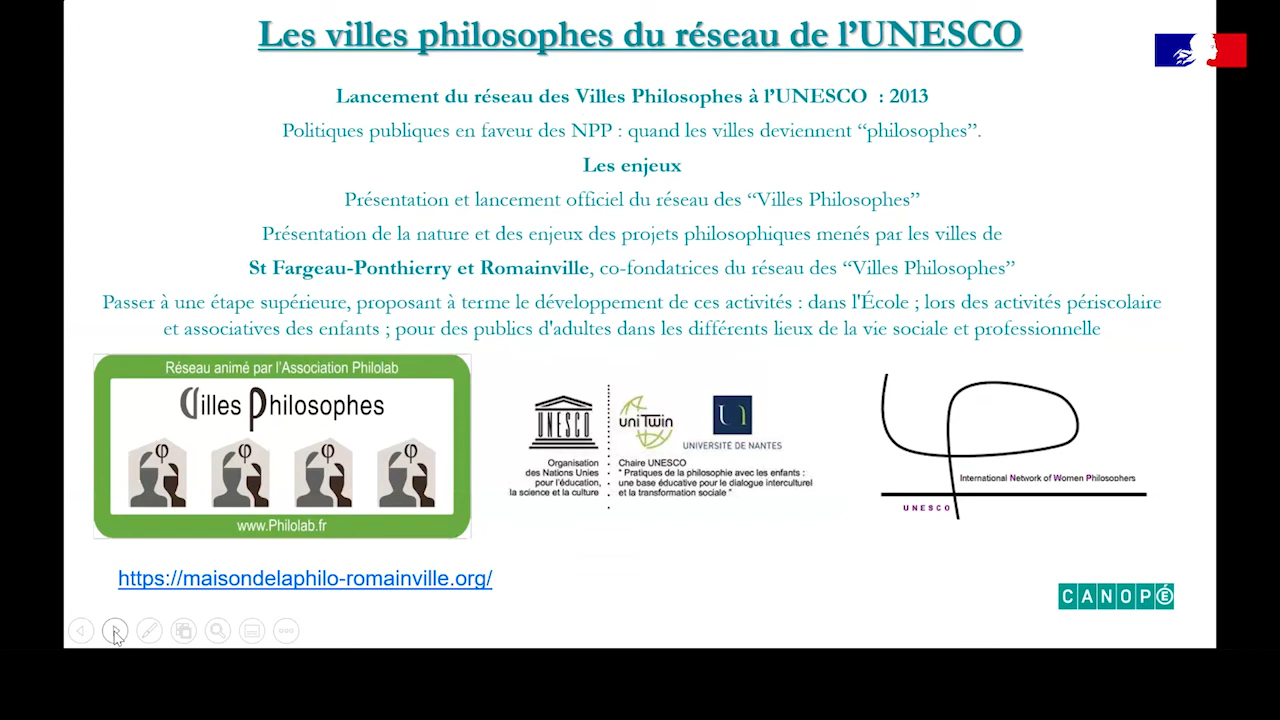 Les villes philosophes du réseau de l’UNESCO
Lancement du réseau des Villes Philosophes à l’UNESCO : 2013
Politiques publiques en faveur des NPP : quand les villes deviennent “philosophes”.
Les enjeux
Présentation et lancement officiel du réseau des “Villes Philosophes”
Présentation de la nature et des enjeux des projets philosophiques menés par les villes de
St Fargeau-Ponthierry et Romainville, co-fondatrices du réseau des “Villes Philosophes”
Passer à une étape supérieure, proposant à terme le développement de ces activités : dans l'École ; lors des activités périscolaire
et associatives des enfants ; pour des publics d'adultes dans les différents lieux de la vie sociale et professionnelle
Réseau animé par l’Association Philolab
Villes Philosophes
φ φ φ φ
www.Philolab.fr
UNESCO
Organisation
des Nations Unies
pour l'éducation,
la science et la culture
uniTwin
UNIVERSITÉ DE NANTES
Chaire UNESCO
" Pratiques de la philosophie avec les enfants :
une base éducative pour le dialogue interculturel
et la transformation sociale "
International Network of Women Philosophers
UNESCO
https://maisondelaphilo-romainville.org/
CANOPÉ